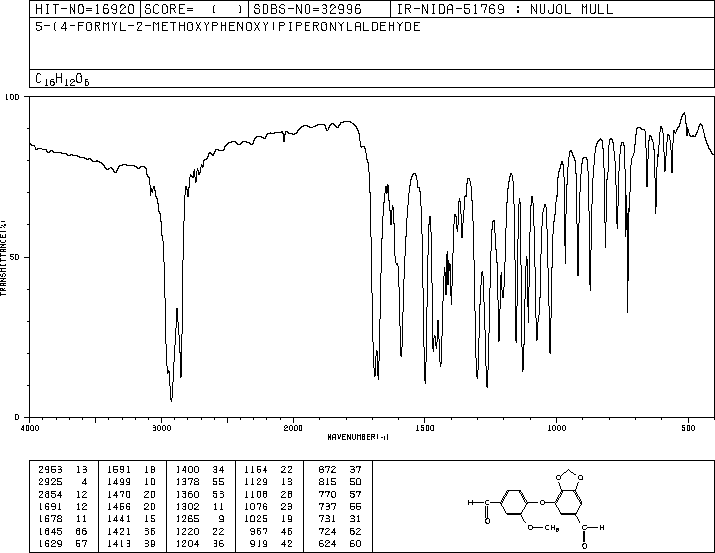 HIT-NO=16920 SCORE= ( ) SDBS-NO=32996 IR-NIDA-51769 : NUJOL MULL
5-(4-FORMYL-2-METHOXYPHENOXY)PIPERONYLALDEHYDE
C16H12O6
100
50
0
TRANSMITTANCE(%)
4000 3000 2000 1500 1000 500
WAVENUMBER(-1)
2953 13 1591 18 1400 34 1154 22 872 37
2925 4 1499 10 1378 55 1129 13 815 50
2854 12 1470 20 1360 53 1108 28 770 57
1691 12 1456 20 1302 11 1076 23 737 55
1678 11 1441 15 1265 9 1025 19 731 31
1645 66 1421 36 1220 22 967 46 724 52
1629 57 1413 38 1204 36 919 42 624 60
O O
H-C O C-H
O O-CH3 O